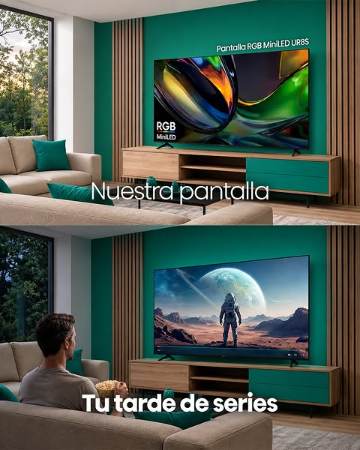 Pantalla RGB MiniLED UR8S
RGB
MiniLED
Nuestra pantalla
Tu tarde de series